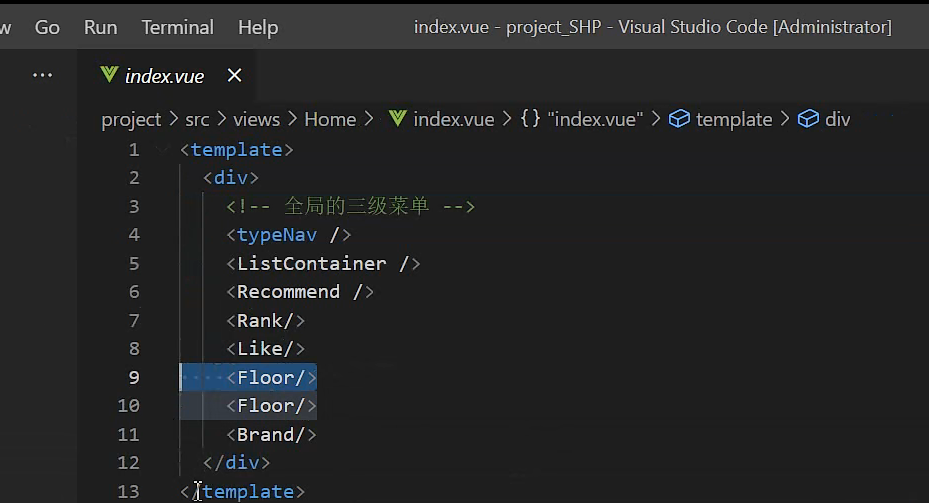 w Go Run Terminal Help index.vue - project_SHP - Visual Studio Code [Administrator]
... index.vue ×
project > src > views > Home > index.vue > {} "index.vue" > template > div
1 <template>
2 <div>
3 <!-- 全局的三级菜单 -->
4 <typeNav />
5 <ListContainer />
6 <Recommend />
7 <Rank/>
8 <Like/>
9 <Floor/>
10 <Floor/>
11 <Brand/>
12 </div>
13 </template>